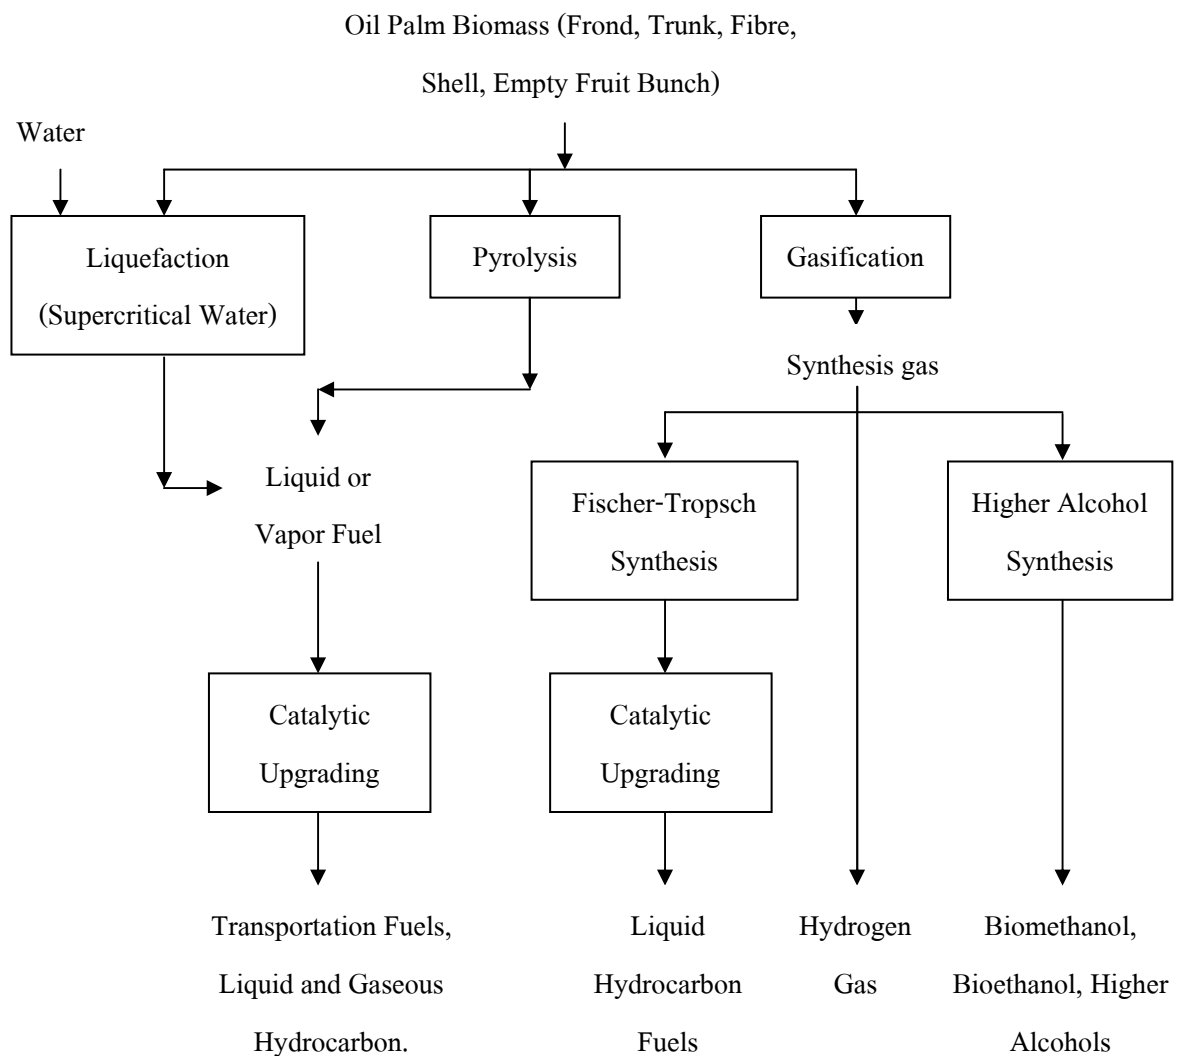 Oil Palm Biomass (Frond, Trunk, Fibre,
Shell, Empty Fruit Bunch)
Water
Liquefaction
(Supercritical Water)
Pyrolysis
Gasification
Synthesis gas
Liquid or
Vapor Fuel
Fischer-Tropsch
Synthesis
Higher Alcohol
Synthesis
Catalytic
Upgrading
Catalytic
Upgrading
Transportation Fuels,
Liquid and Gaseous
Hydrocarbon.
Liquid
Hydrocarbon
Fuels
Hydrogen
Gas
Biomethanol,
Bioethanol, Higher
Alcohols